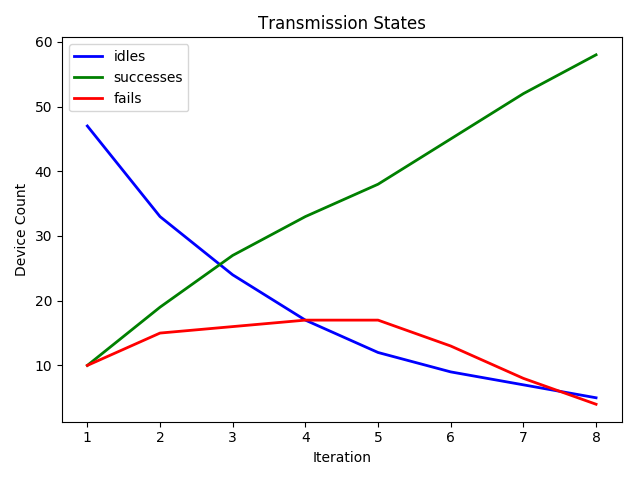 Transmission States
idles
successes
fails
60
50
40
30
20
10
Device Count
1 2 3 4 5 6 7 8
Iteration